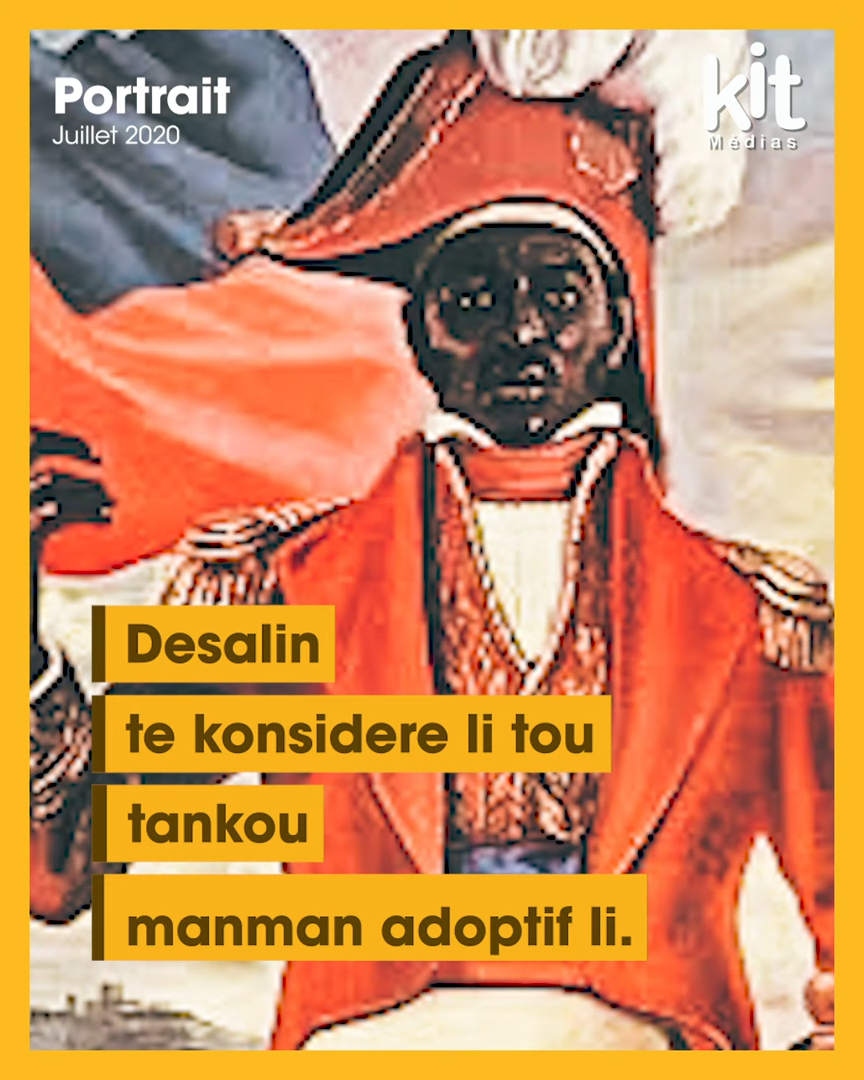 Portrait
Juillet 2020
kit
Médias
Desalin
te konsidere li tou
tankou
manman adoptif li.